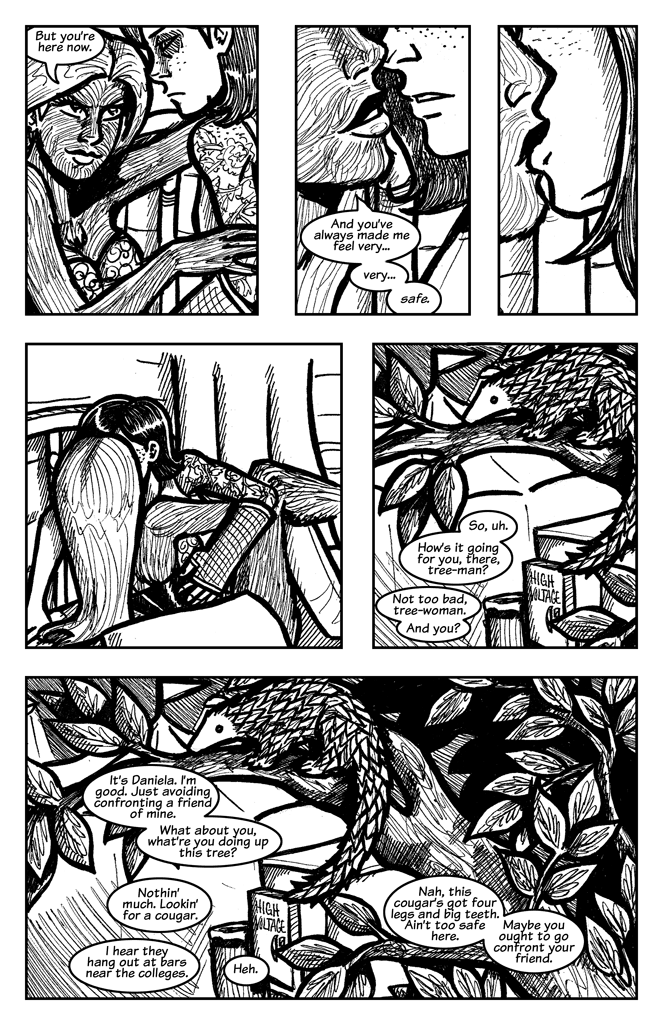 But you're
here now.
And you've
always made me
feel very...
very...
safe.
So, uh.
How's it going
for you, there,
tree-man?
Not too bad,
tree-woman.
And you?
HIGH
VOLTAGE
It's Daniela. I'm
good. Just avoiding
confronting a friend
of mine.
What about you,
what're you doing up
this tree?
Nothin'
much. Lookin'
for a cougar.
I hear they
hang out at bars
near the colleges.
Heh.
HIGH
VOLTAGE
Nah, this
cougar's got four
legs and big teeth.
Ain't too safe
here.
Maybe you
ought to go
confront your
friend.